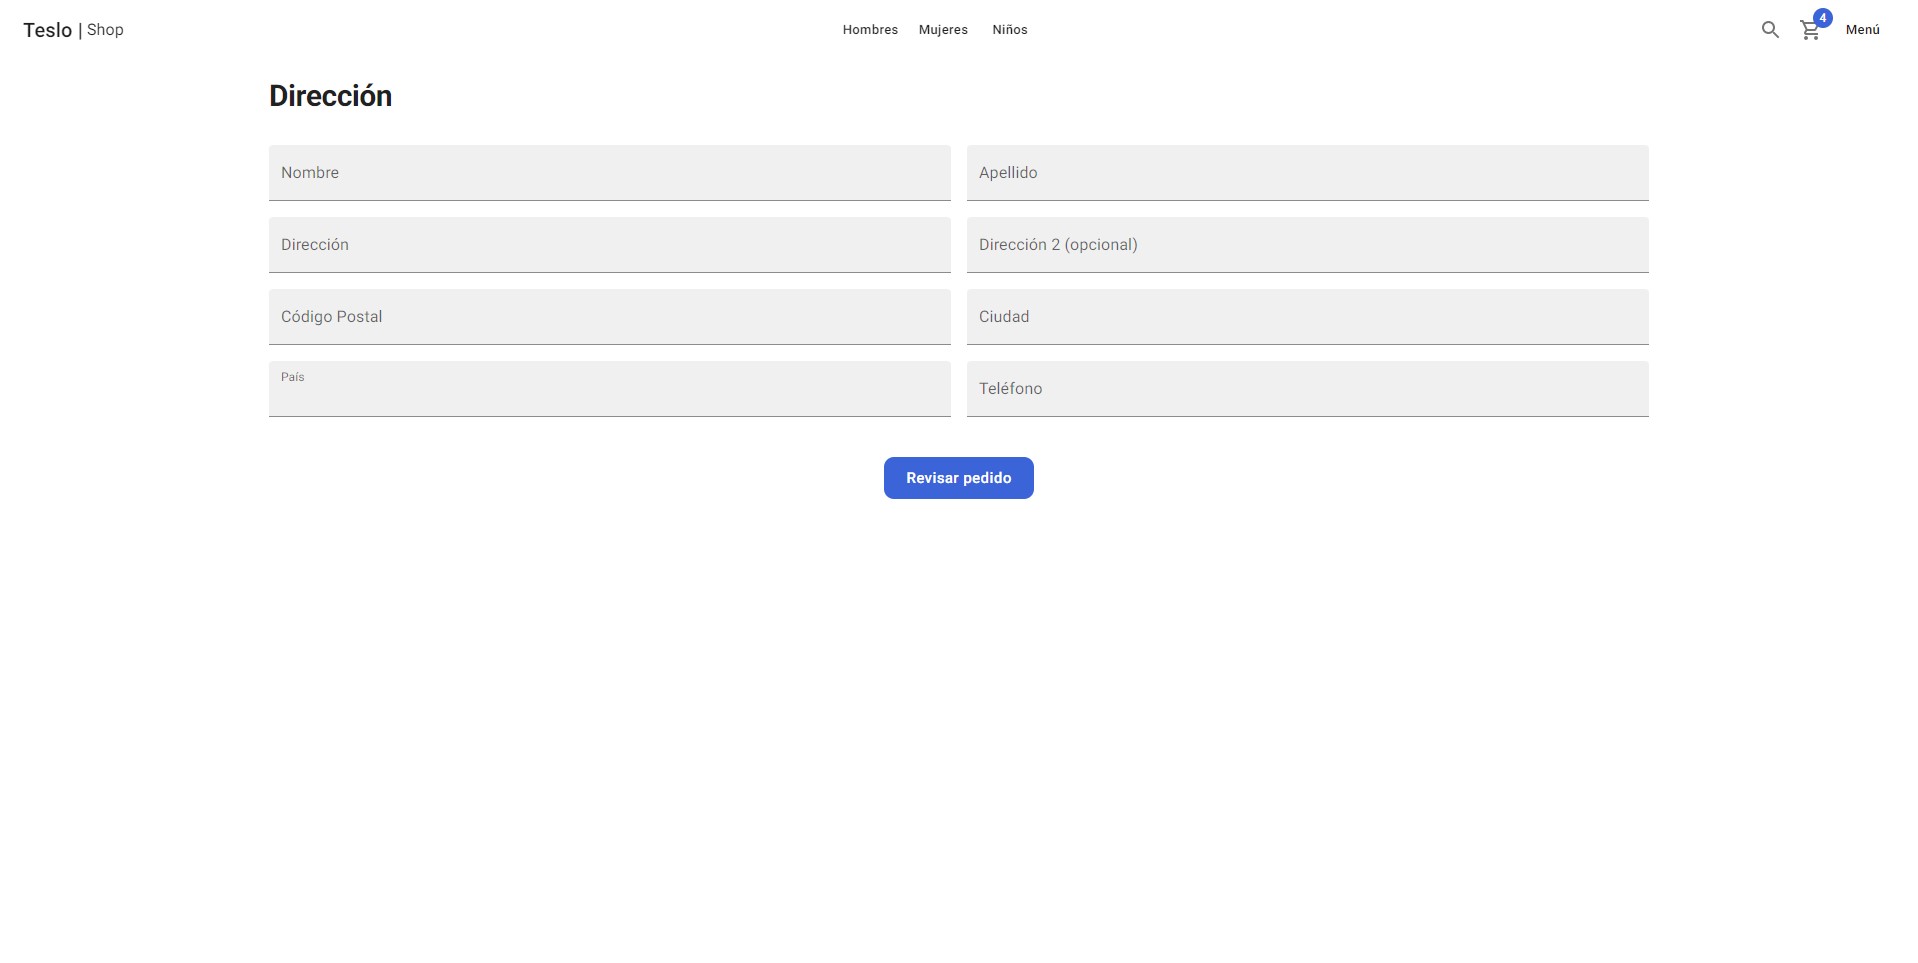 Teslo | Shop
Hombres Mujeres Niños
4
Menú
Dirección
Nombre
Apellido
Dirección
Dirección 2 (opcional)
Código Postal
Ciudad
País
Teléfono
Revisar pedido